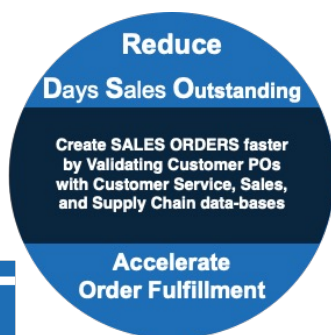 Reduce
Days Sales Outstanding
Create SALES ORDERS faster
by Validating Customer POs
with Customer Service, Sales,
and Supply Chain data-bases
Accelerate
Order Fulfillment